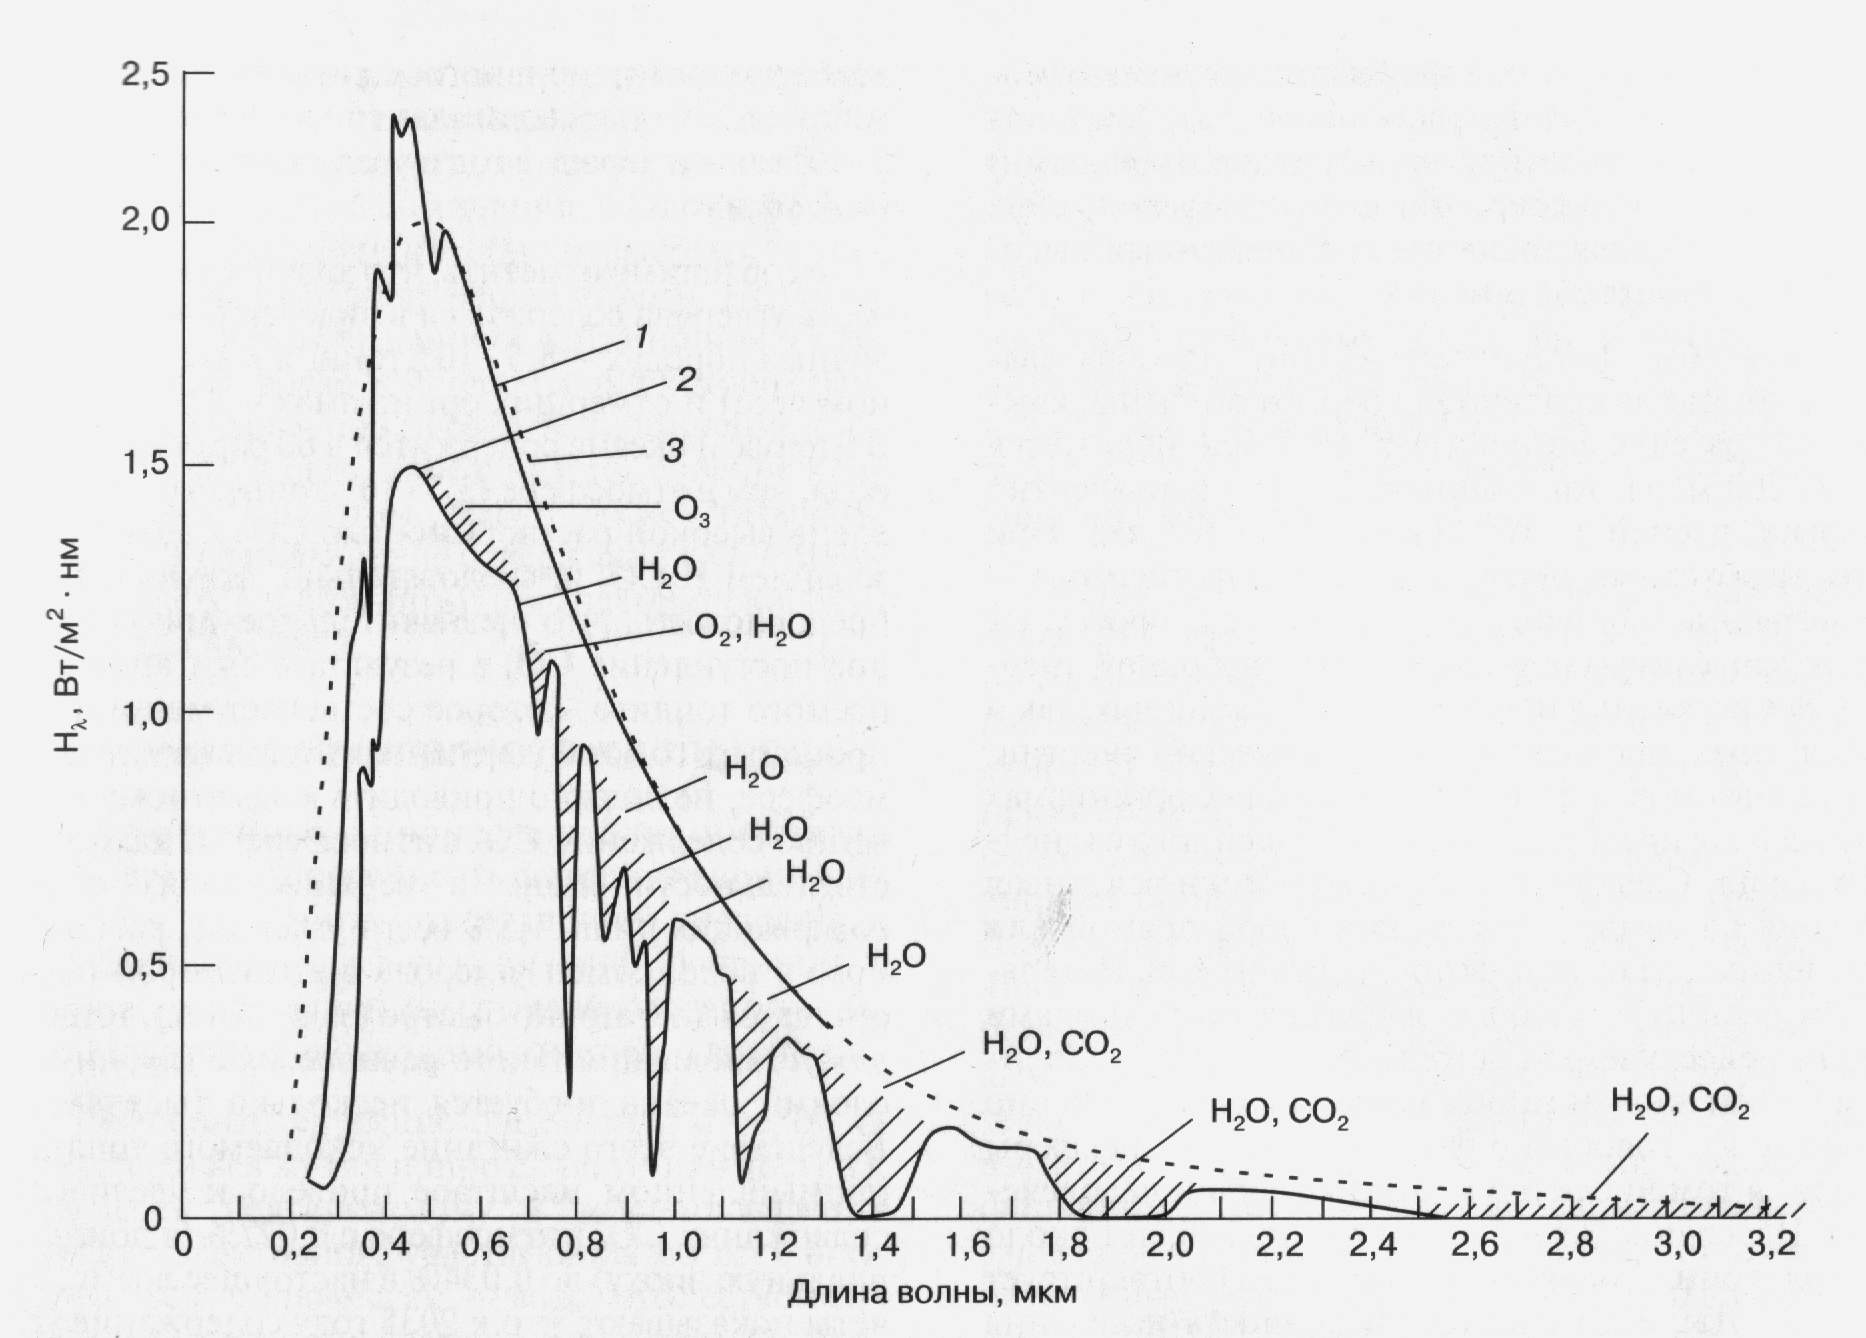 2,5
2,0
1,5
1,0
0,5
0
Hλ, Вт/м² · нм
1
2
3
O₃
H₂O
O₂, H₂O
H₂O
H₂O
H₂O
H₂O
H₂O, CO₂
H₂O, CO₂
H₂O, CO₂
0 0,2 0,4 0,6 0,8 1,0 1,2 1,4 1,6 1,8 2,0 2,2 2,4 2,6 2,8 3,0 3,2
Длина волны, мкм